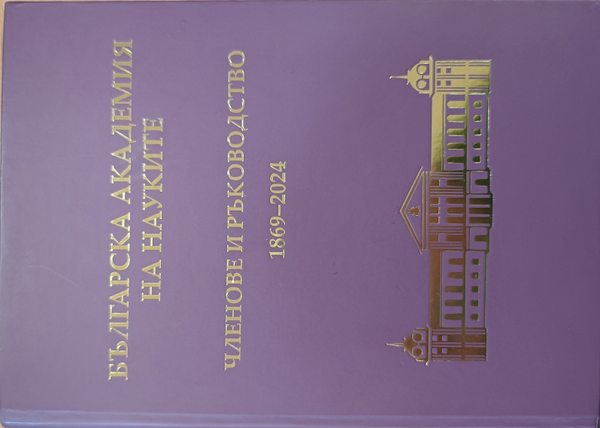 БЪЛГАРСКА АКАДЕМИЯ
НА НАУКИТЕ
ЧЛЕНОВЕ И РЪКОВОДСТВО
1869–2024